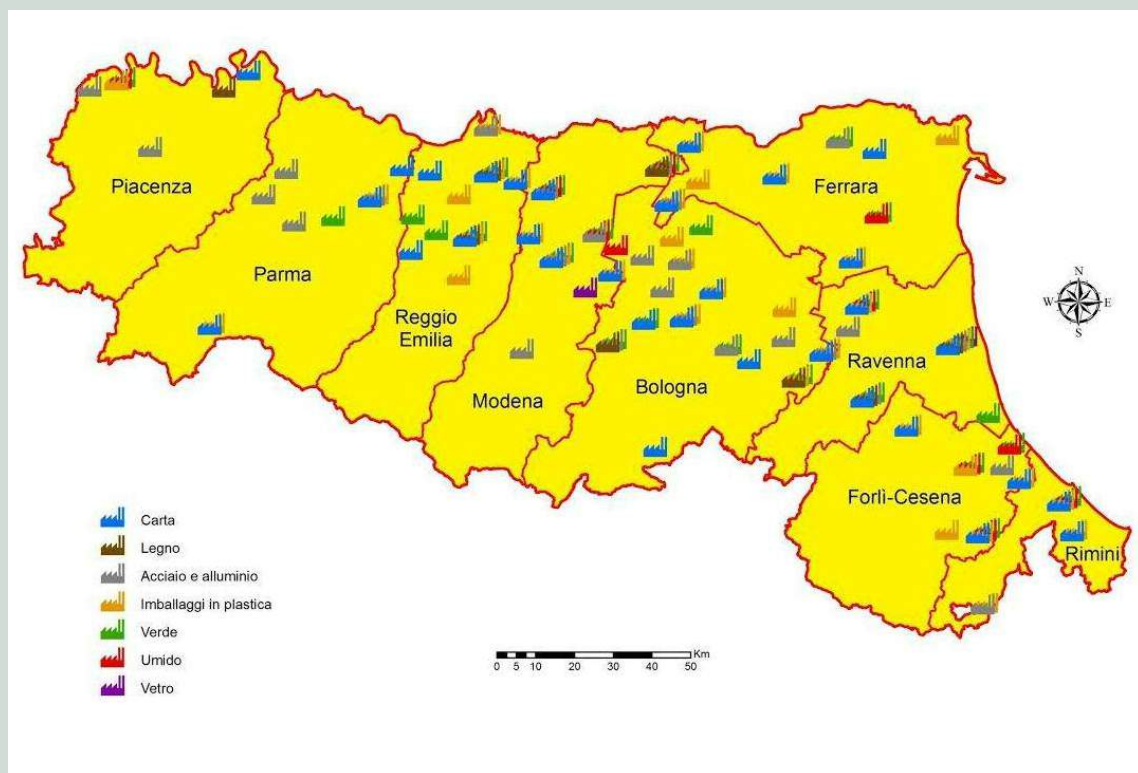 Piacenza
Parma
Reggio
Emilia
Modena
Bologna
Ferrara
Ravenna
Forlì-Cesena
Rimini
N
W
E
S
Carta
Legno
Acciaio e alluminio
Imballaggi in plastica
Verde
Umido
Vetro
Km
0 5 10 20 30 40 50